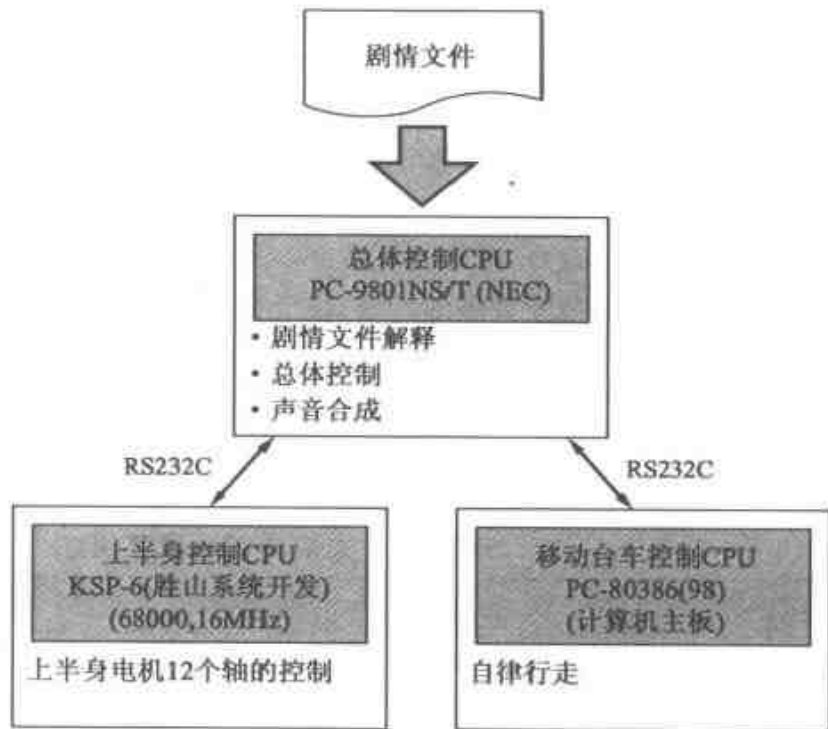 剧情文件
总体控制CPU
PC-9801NS/T (NEC)
・剧情文件解释
・总体控制
・声音合成
RS232C
RS232C
上半身控制CPU
KSP-6(胜山系统开发)
(68000,16MHz)
上半身电机12个轴的控制
移动台车控制CPU
PC-80386(98)
(计算机主板)
自律行走